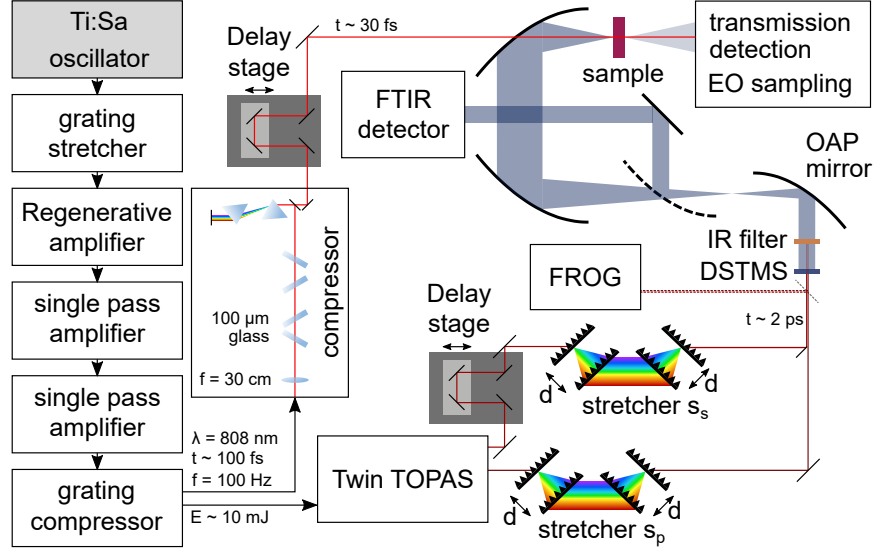 Ti:Sa
oscillator
grating
stretcher
Regenerative
amplifier
single pass
amplifier
single pass
amplifier
grating
compressor
λ = 808 nm
t ~ 100 fs
f = 100 Hz
E ~ 10 mJ
100 µm
glass
f = 30 cm
compressor
Delay
stage
t ~ 30 fs
FTIR
detector
sample
transmission
detection
EO sampling
OAP
mirror
IR filter
DSTMS
FROG
t ~ 2 ps
Delay
stage
d
d
stretcher ss
Twin TOPAS
d
d
stretcher sp